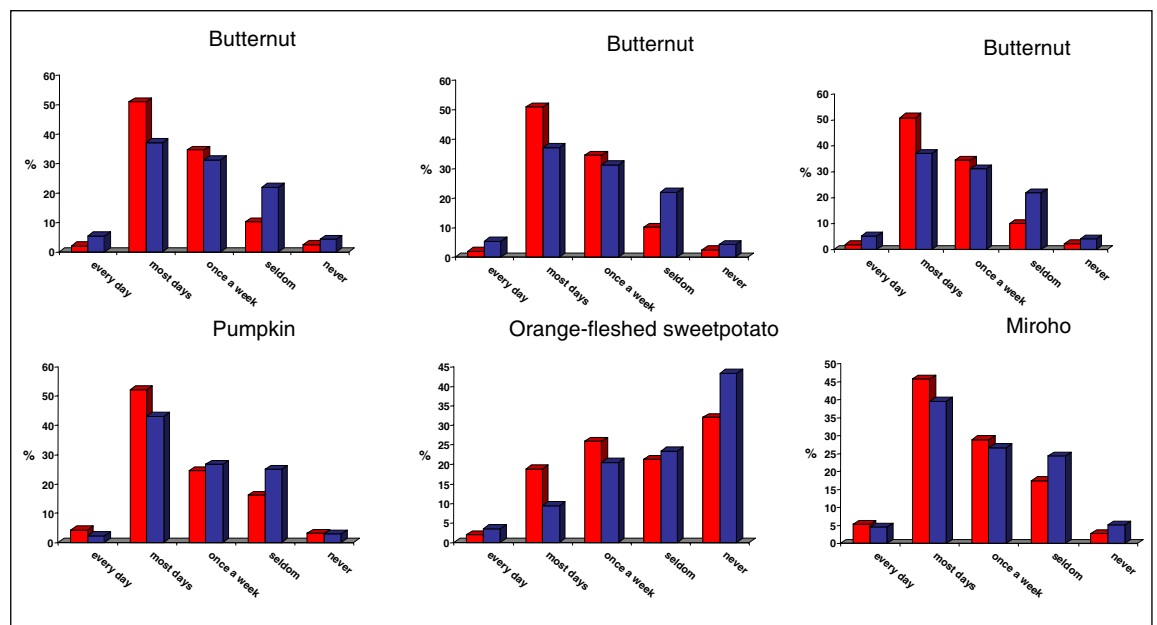 Butternut
Butternut
Butternut
60
50
40
30
20
10
0
%
every day
most days
once a week
seldom
never
60
50
40
30
20
10
0
%
every day
most days
once a week
seldom
never
60
50
40
30
20
10
0
%
every day
most days
once a week
seldom
never
Pumpkin
Orange-fleshed sweetpotato
Miroho
60
50
40
30
20
10
0
%
every day
most days
once a week
seldom
never
45
40
35
30
25
20
15
10
5
0
%
every day
most days
once a week
seldom
never
50
45
40
35
30
25
20
15
10
5
0
%
every day
most days
once a week
seldom
never